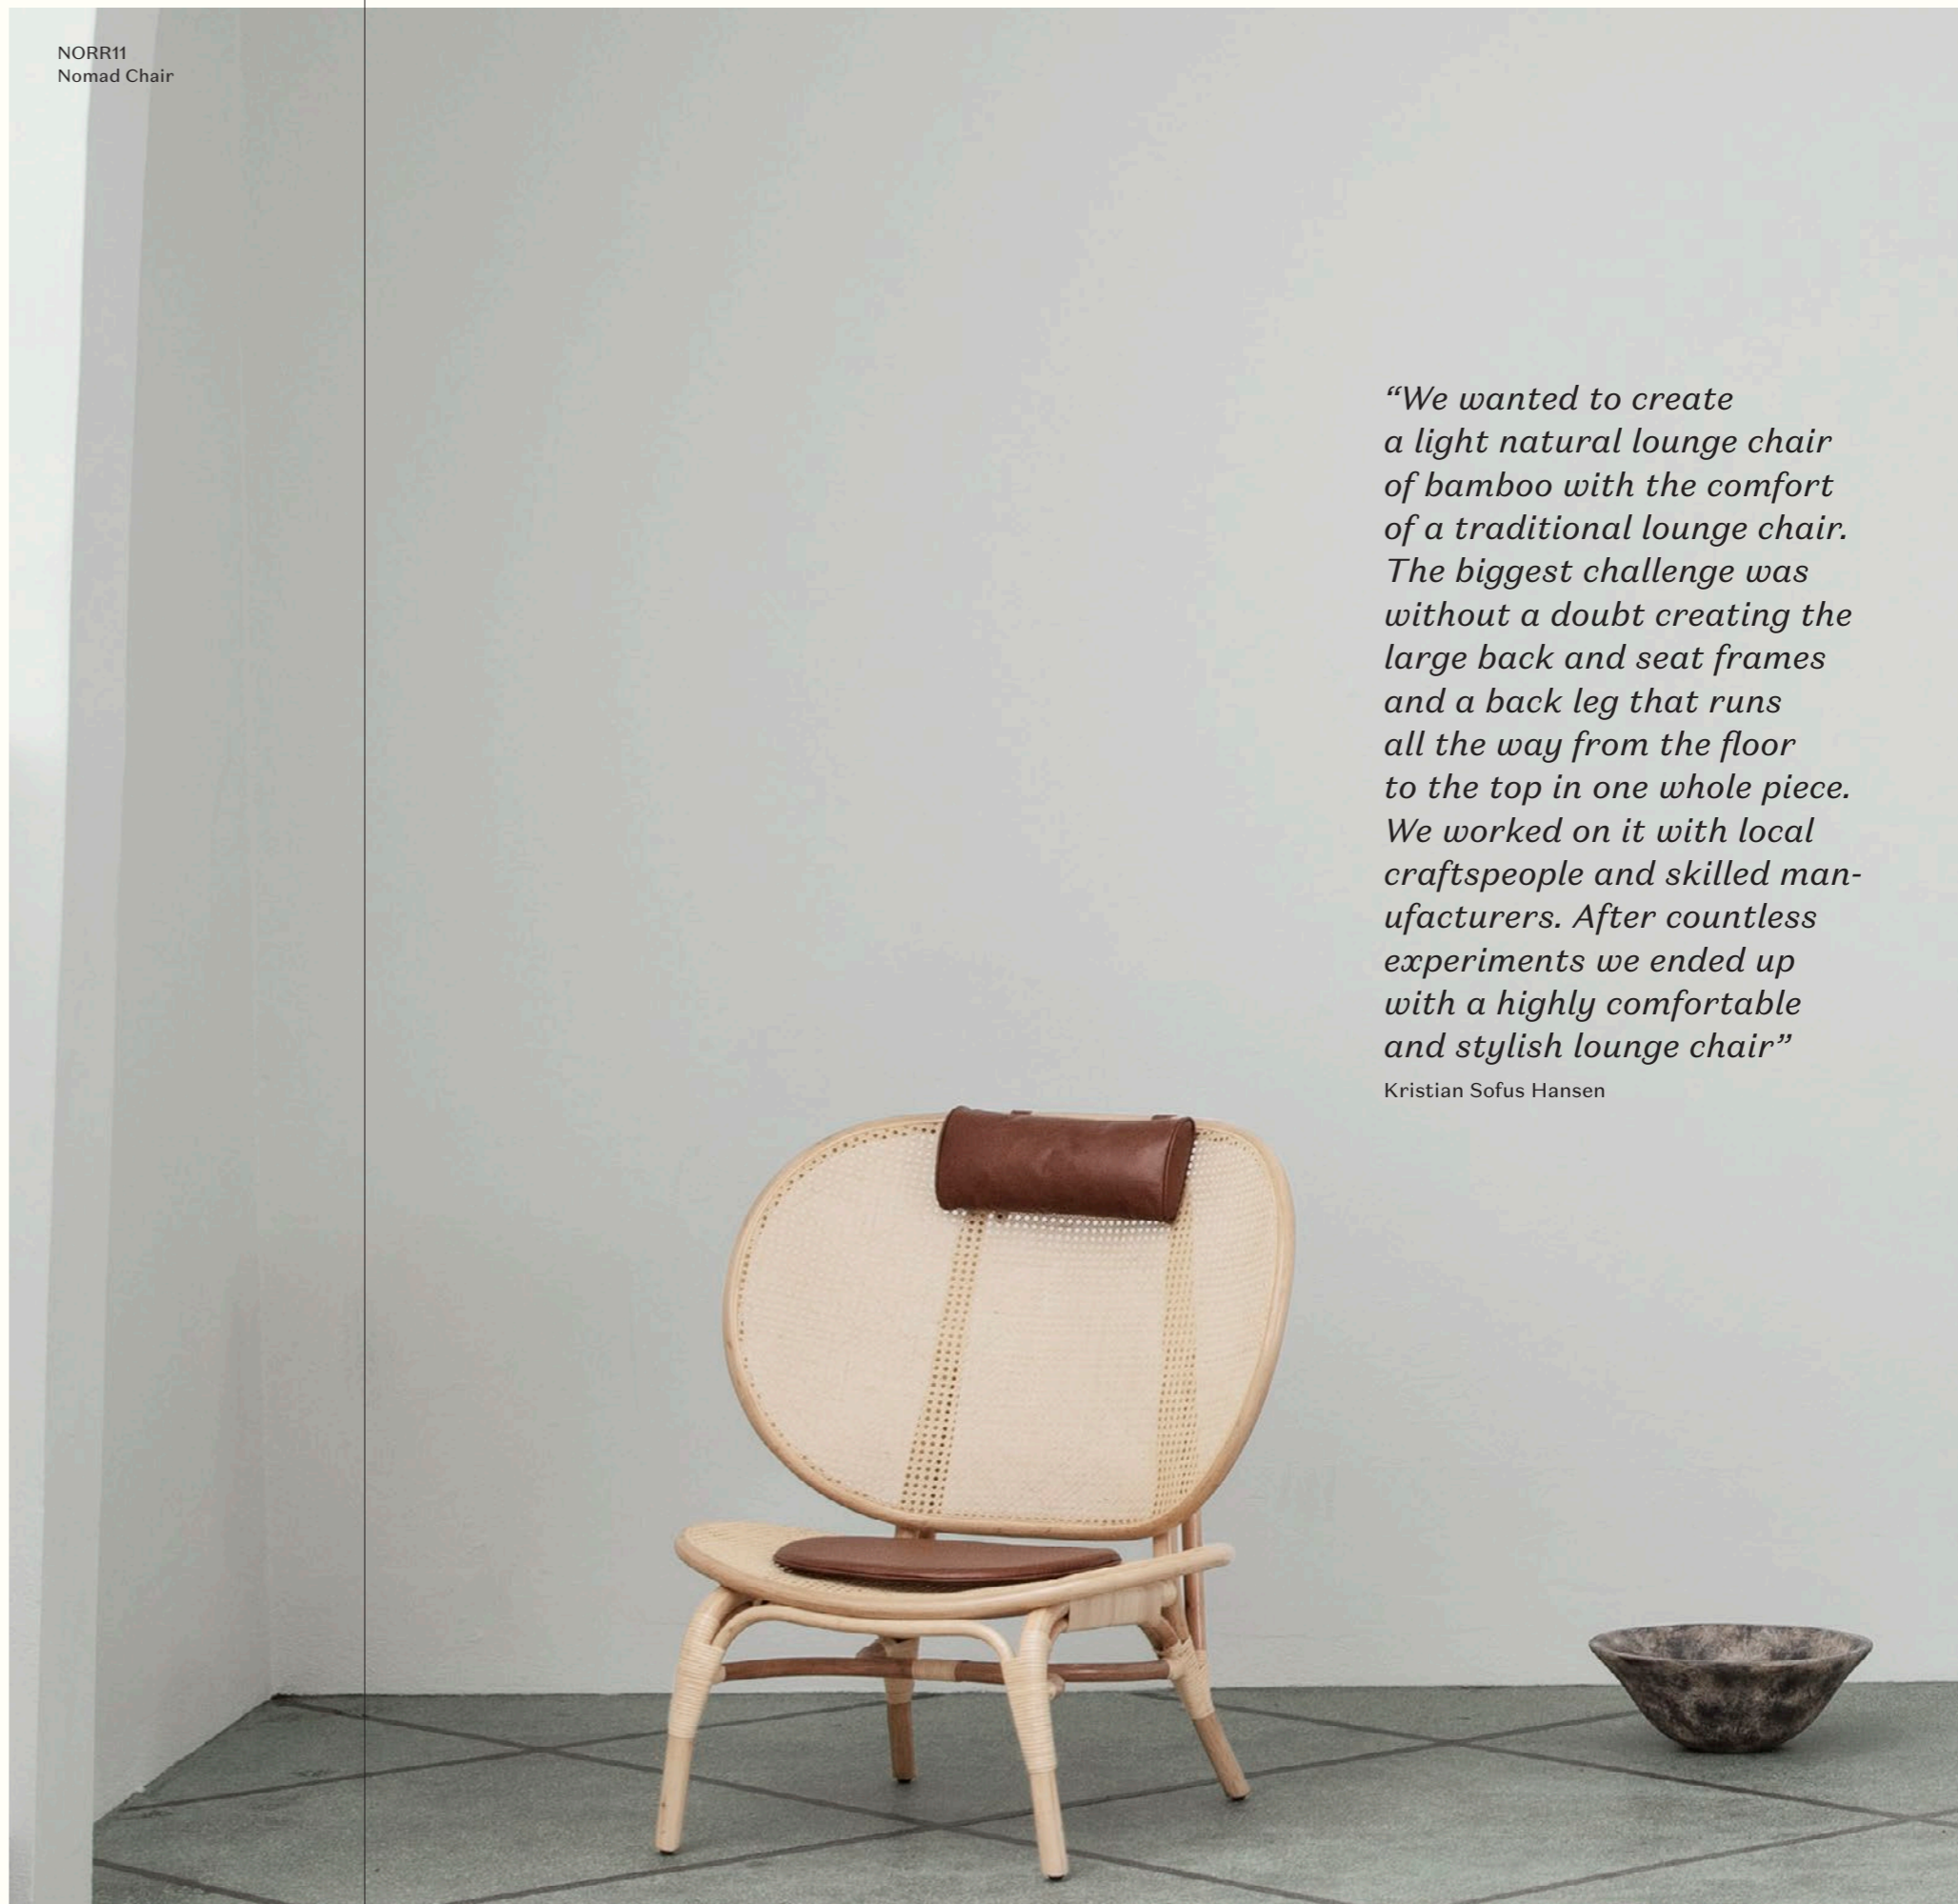 NORR11
Nomad Chair
“We wanted to create
a light natural lounge chair
of bamboo with the comfort
of a traditional lounge chair.
The biggest challenge was
without a doubt creating the
large back and seat frames
and a back leg that runs
all the way from the floor
to the top in one whole piece.
We worked on it with local
craftspeople and skilled man-
ufacturers. After countless
experiments we ended up
with a highly comfortable
and stylish lounge chair”
Kristian Sofus Hansen